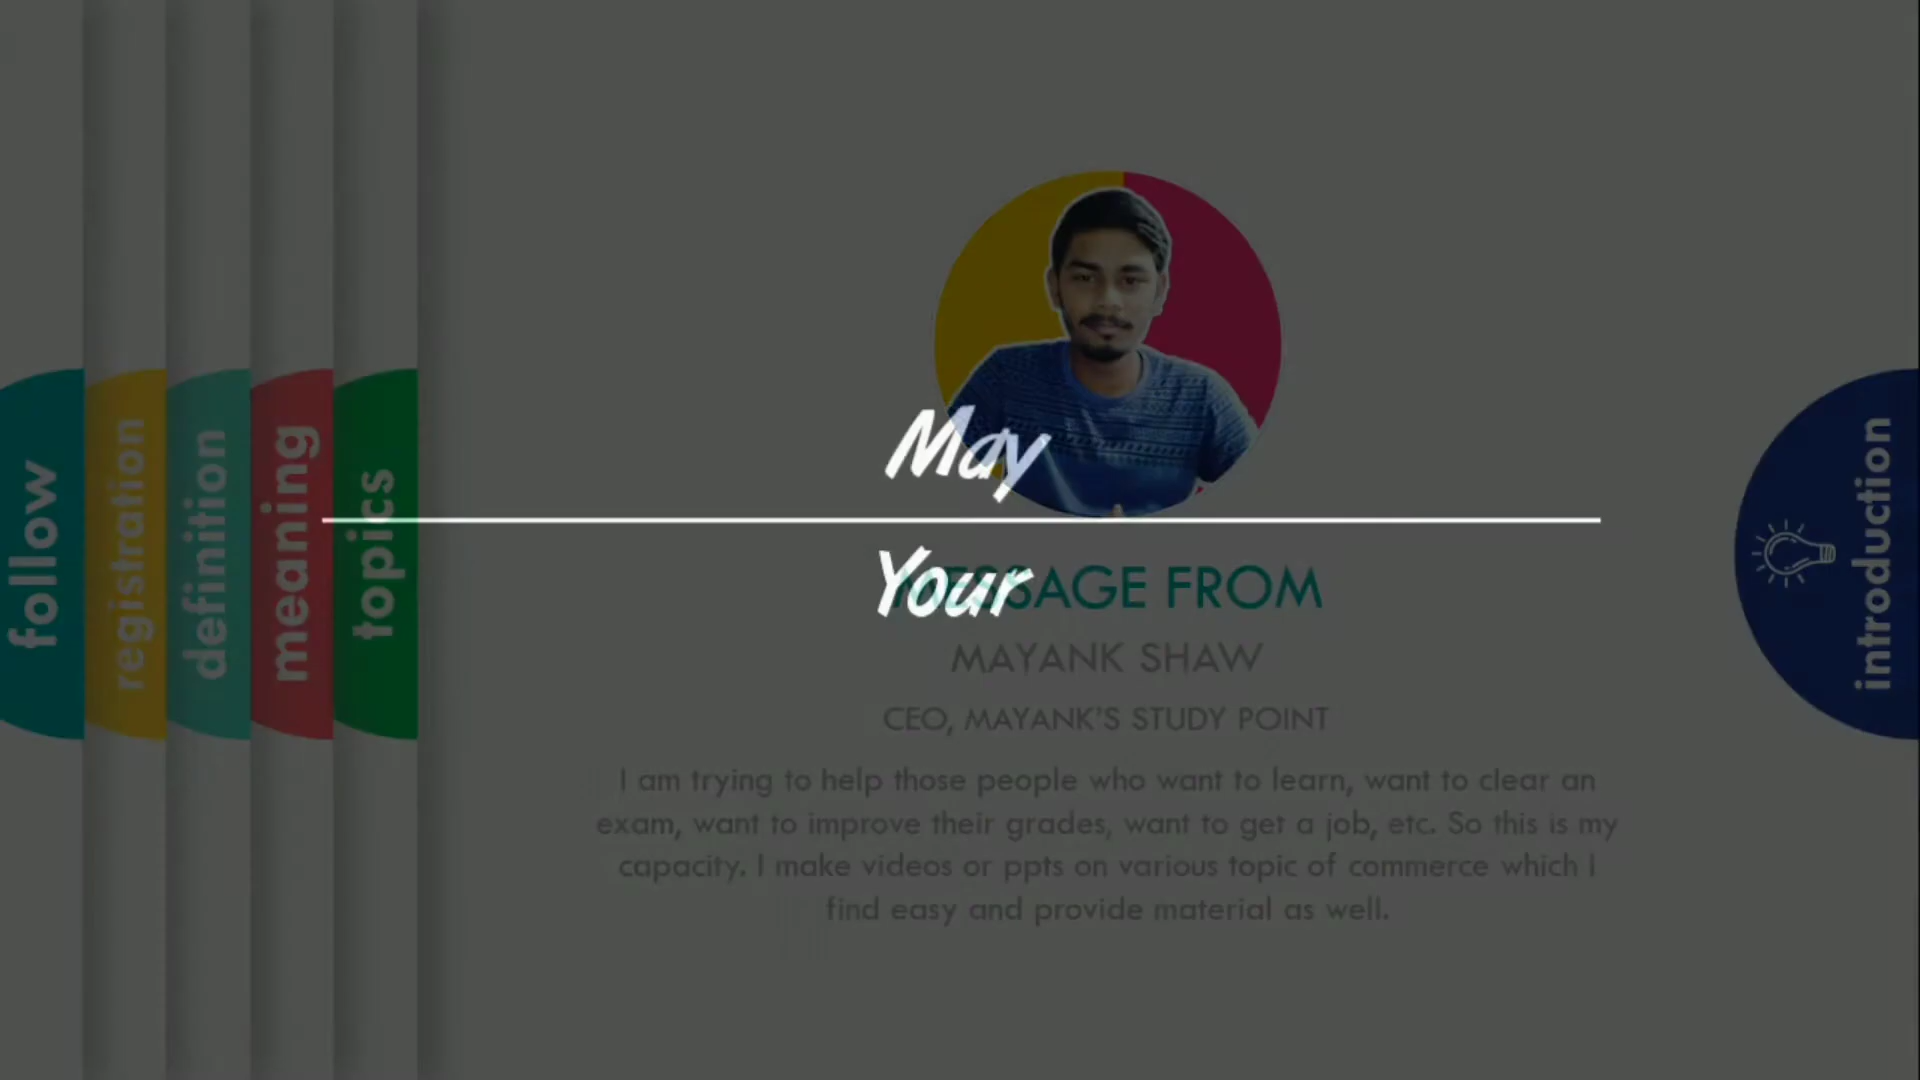 follow
registration
definition
meaning
topics
May
Your
MESSAGE FROM
MAYANK SHAW
CEO, MAYANK'S STUDY POINT
I am trying to help those people who want to learn, want to clear an
exam, want to improve their grades, want to get a job, etc. So this is my
capacity. I make videos or ppts on various topic of commerce which I
find easy and provide material as well.
introduction